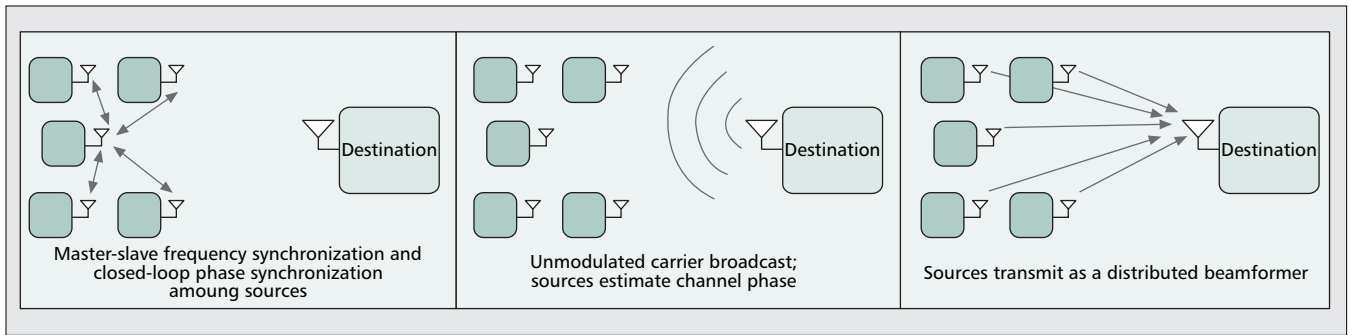 Destination
Master-slave frequency synchronization and
closed-loop phase synchronization
amoung sources
Destination
Unmodulated carrier broadcast;
sources estimate channel phase
Destination
Sources transmit as a distributed beamformer